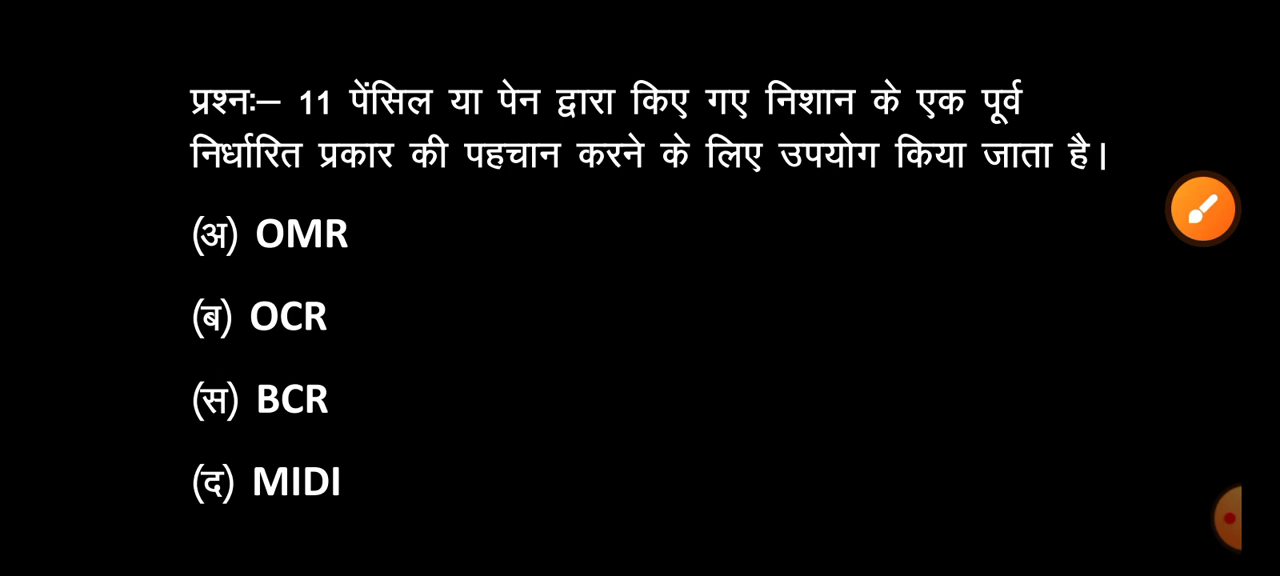 प्रश्नः– 11 पेंसिल या पेन द्वारा किए गए निशान के एक पूर्व
निर्धारित प्रकार की पहचान करने के लिए उपयोग किया जाता है।
(अ) OMR
(ब) OCR
(स) BCR
(द) MIDI